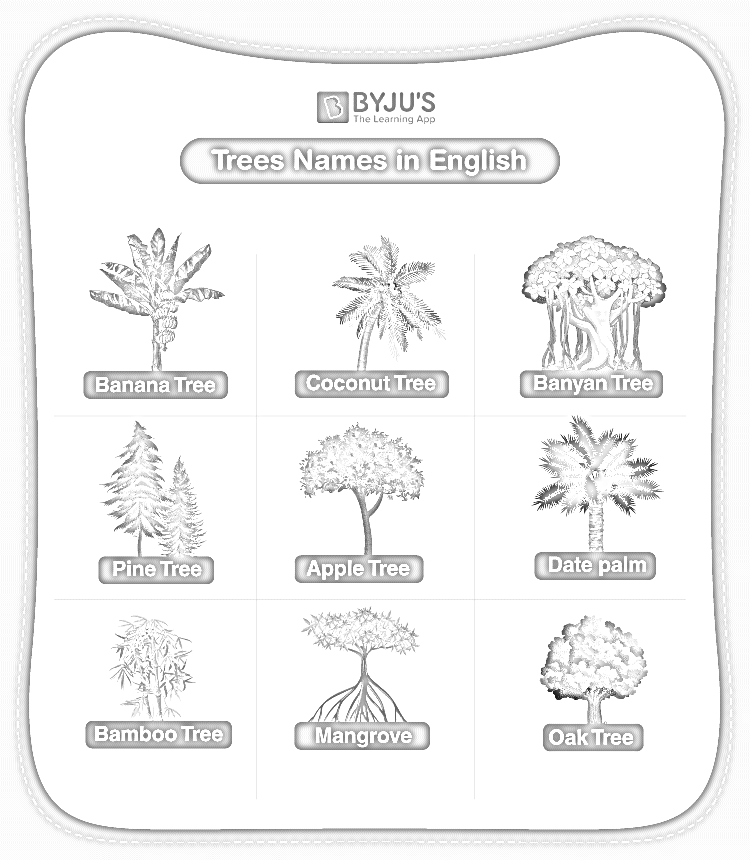 BYJU'S
The Learning App
Trees Names in English
Banana Tree
Coconut Tree
Banyan Tree
Pine Tree
Apple Tree
Date palm
Bamboo Tree
Mangrove
Oak Tree